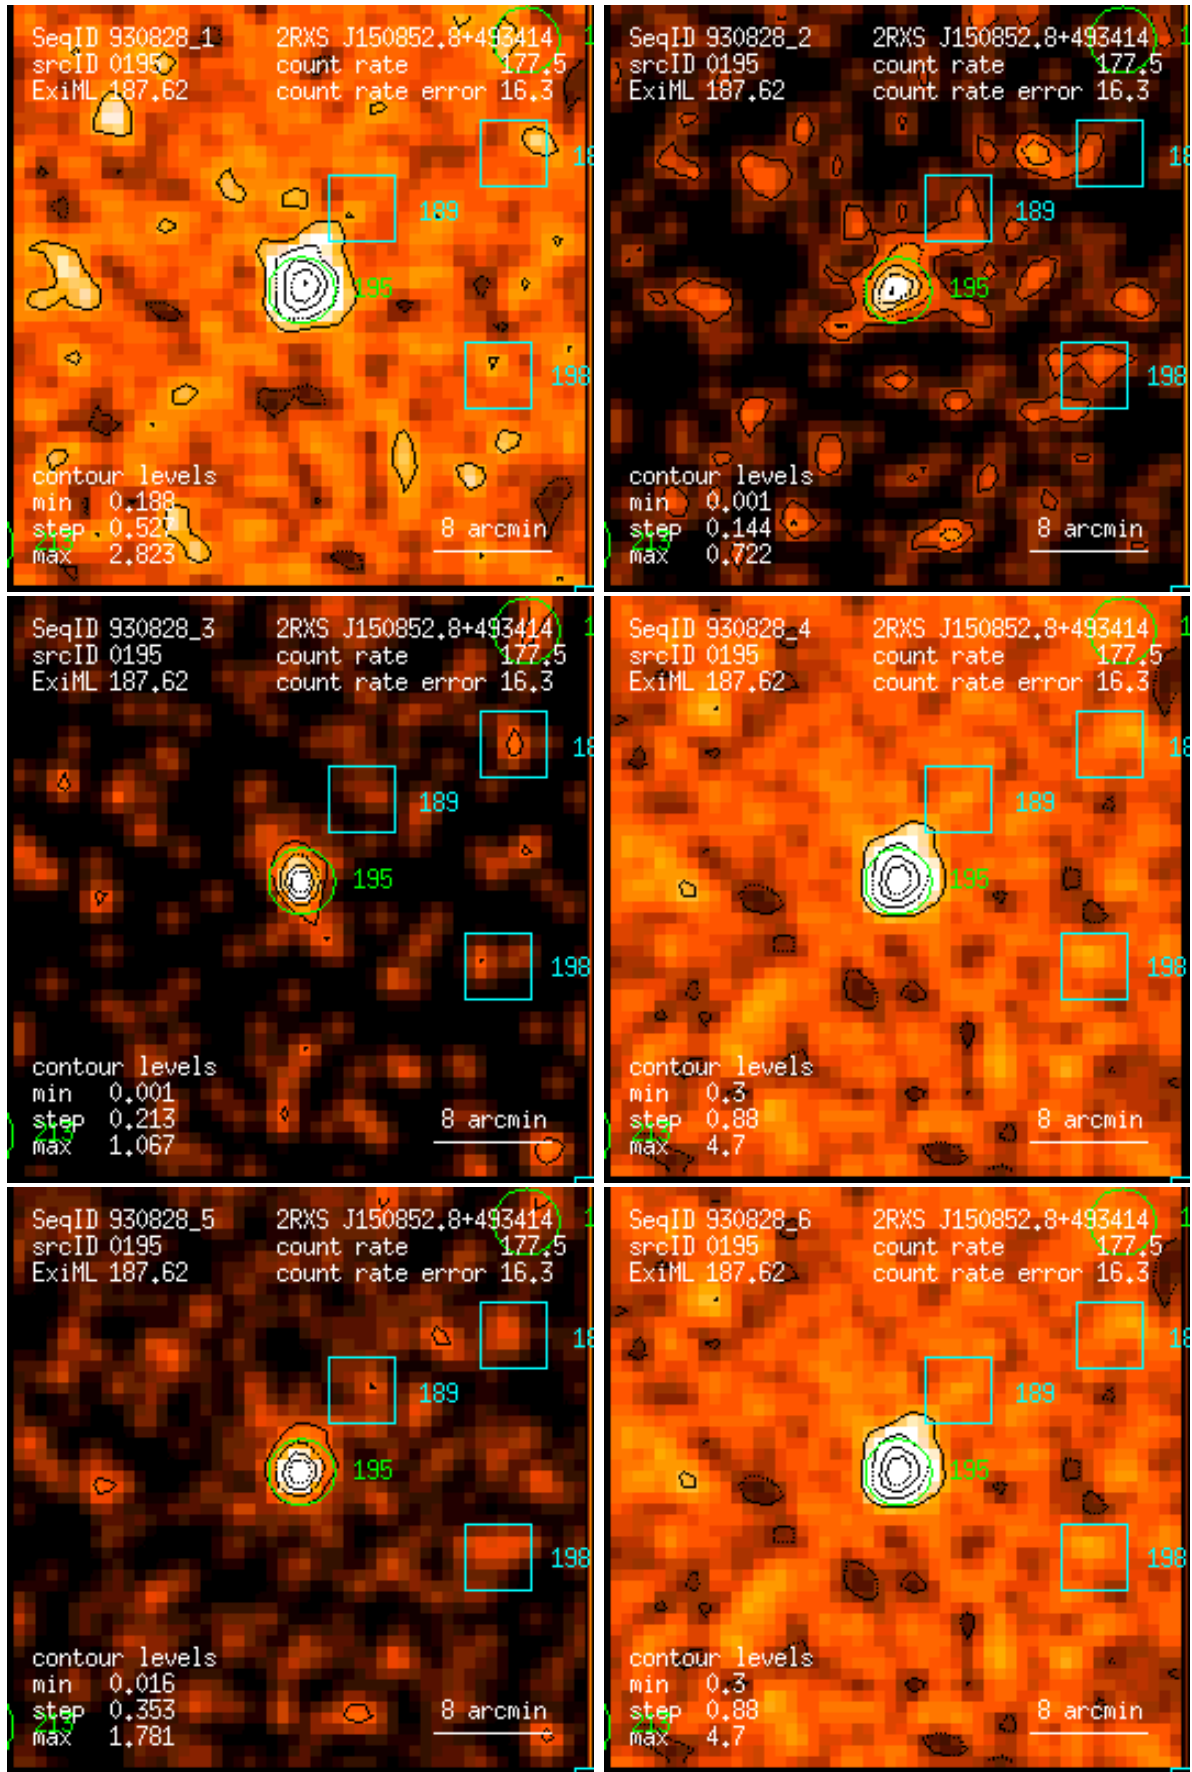 SeqID 930828_1 2RXS J150852.8+493414
srcID 0195 count rate 177.5
ExiML 187.62 count rate error 16.3
189
195
198
contour levels
min 0.188
step 0.527
213
max 2.823
8 arcmin
SeqID 930828_2 2RXS J150852.8+493414
srcID 0195 count rate 177.5
ExiML 187.62 count rate error 16.3
189
195
198
contour levels
min 0.001
step 0.144
213
max 0.722
8 arcmin
SeqID 930828_3 2RXS J150852.8+493414
srcID 0195 count rate 177.5
ExiML 187.62 count rate error 16.3
189
195
198
contour levels
min 0.001
step 0.213
213
max 1.067
8 arcmin
SeqID 930828_4 2RXS J150852.8+493414
srcID 0195 count rate 177.5
ExiML 187.62 count rate error 16.3
189
195
198
contour levels
min 0.3
step 0.88
213
max 4.7
8 arcmin
SeqID 930828_5 2RXS J150852.8+493414
srcID 0195 count rate 177.5
ExiML 187.62 count rate error 16.3
189
195
198
contour levels
min 0.016
step 0.353
213
max 1.781
8 arcmin
SeqID 930828_6 2RXS J150852.8+493414
srcID 0195 count rate 177.5
ExiML 187.62 count rate error 16.3
189
195
198
contour levels
min 0.3
step 0.88
213
max 4.7
8 arcmin